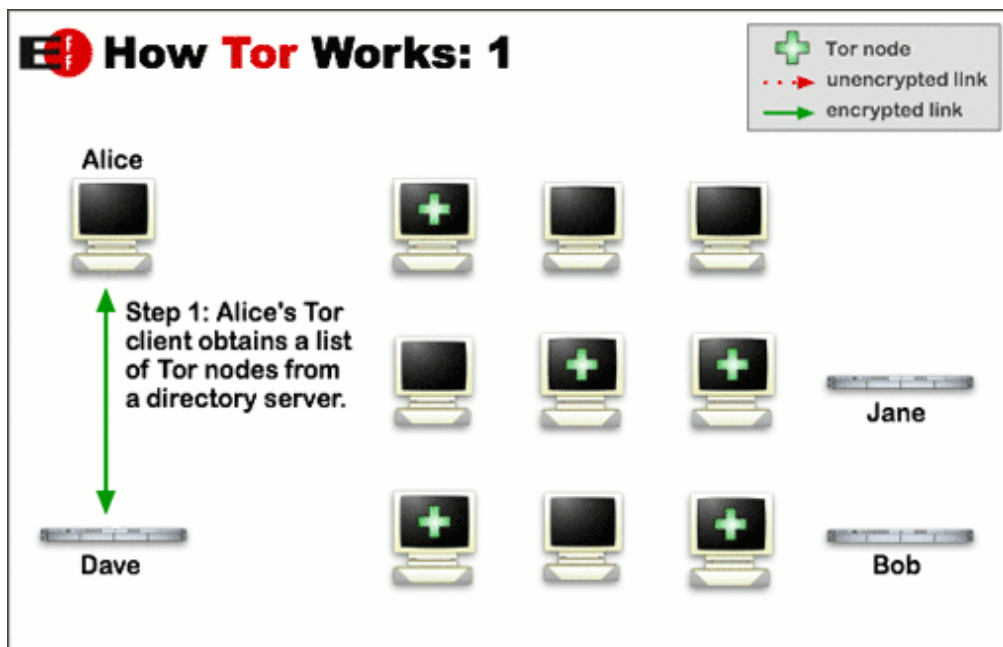 EFF How Tor Works: 1
Tor node
unencrypted link
encrypted link
Alice
Step 1: Alice's Tor
client obtains a list
of Tor nodes from
a directory server.
Jane
Dave
Bob